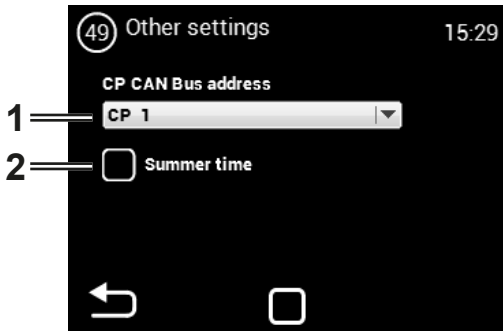 49 Other settings 15:29
CP CAN Bus address
1 CP 1
2 Summer time